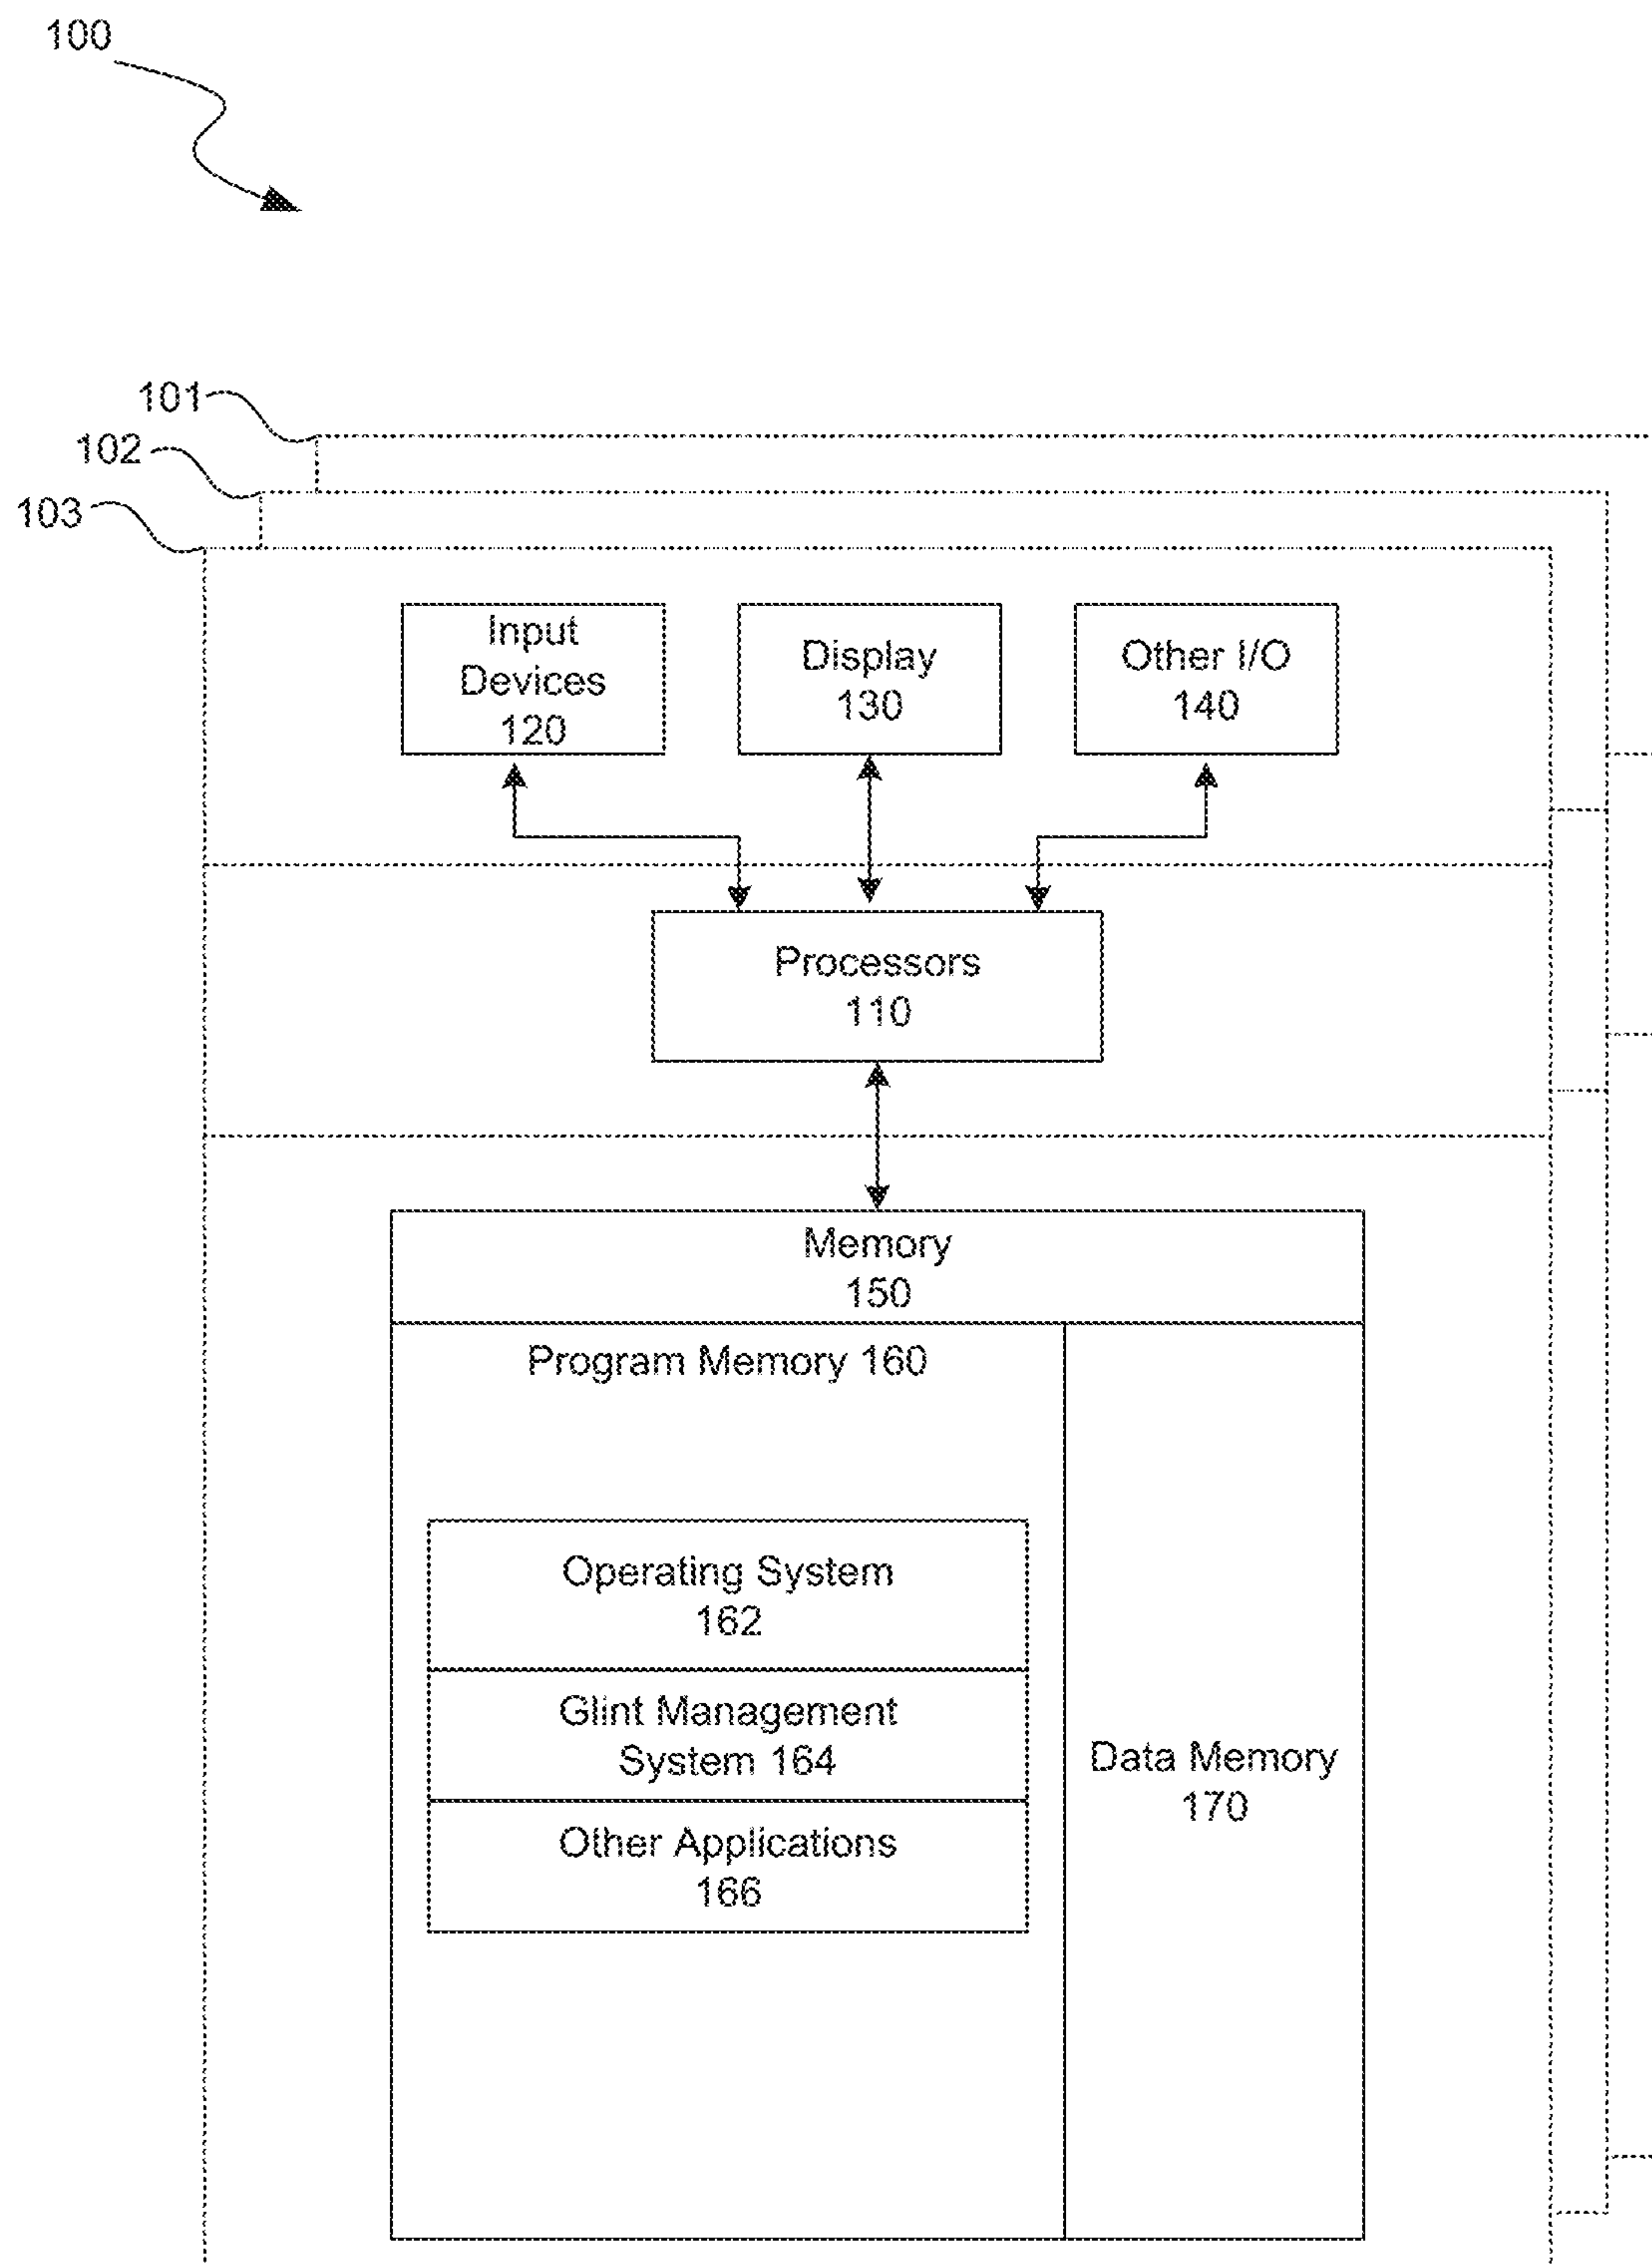 100
101
102
103
Input
Devices
120
Display
130
Other I/O
140
Processors
110
Memory
150
Program Memory 160
Operating System
162
Glint Management
System 164
Other Applications
166
Data Memory
170